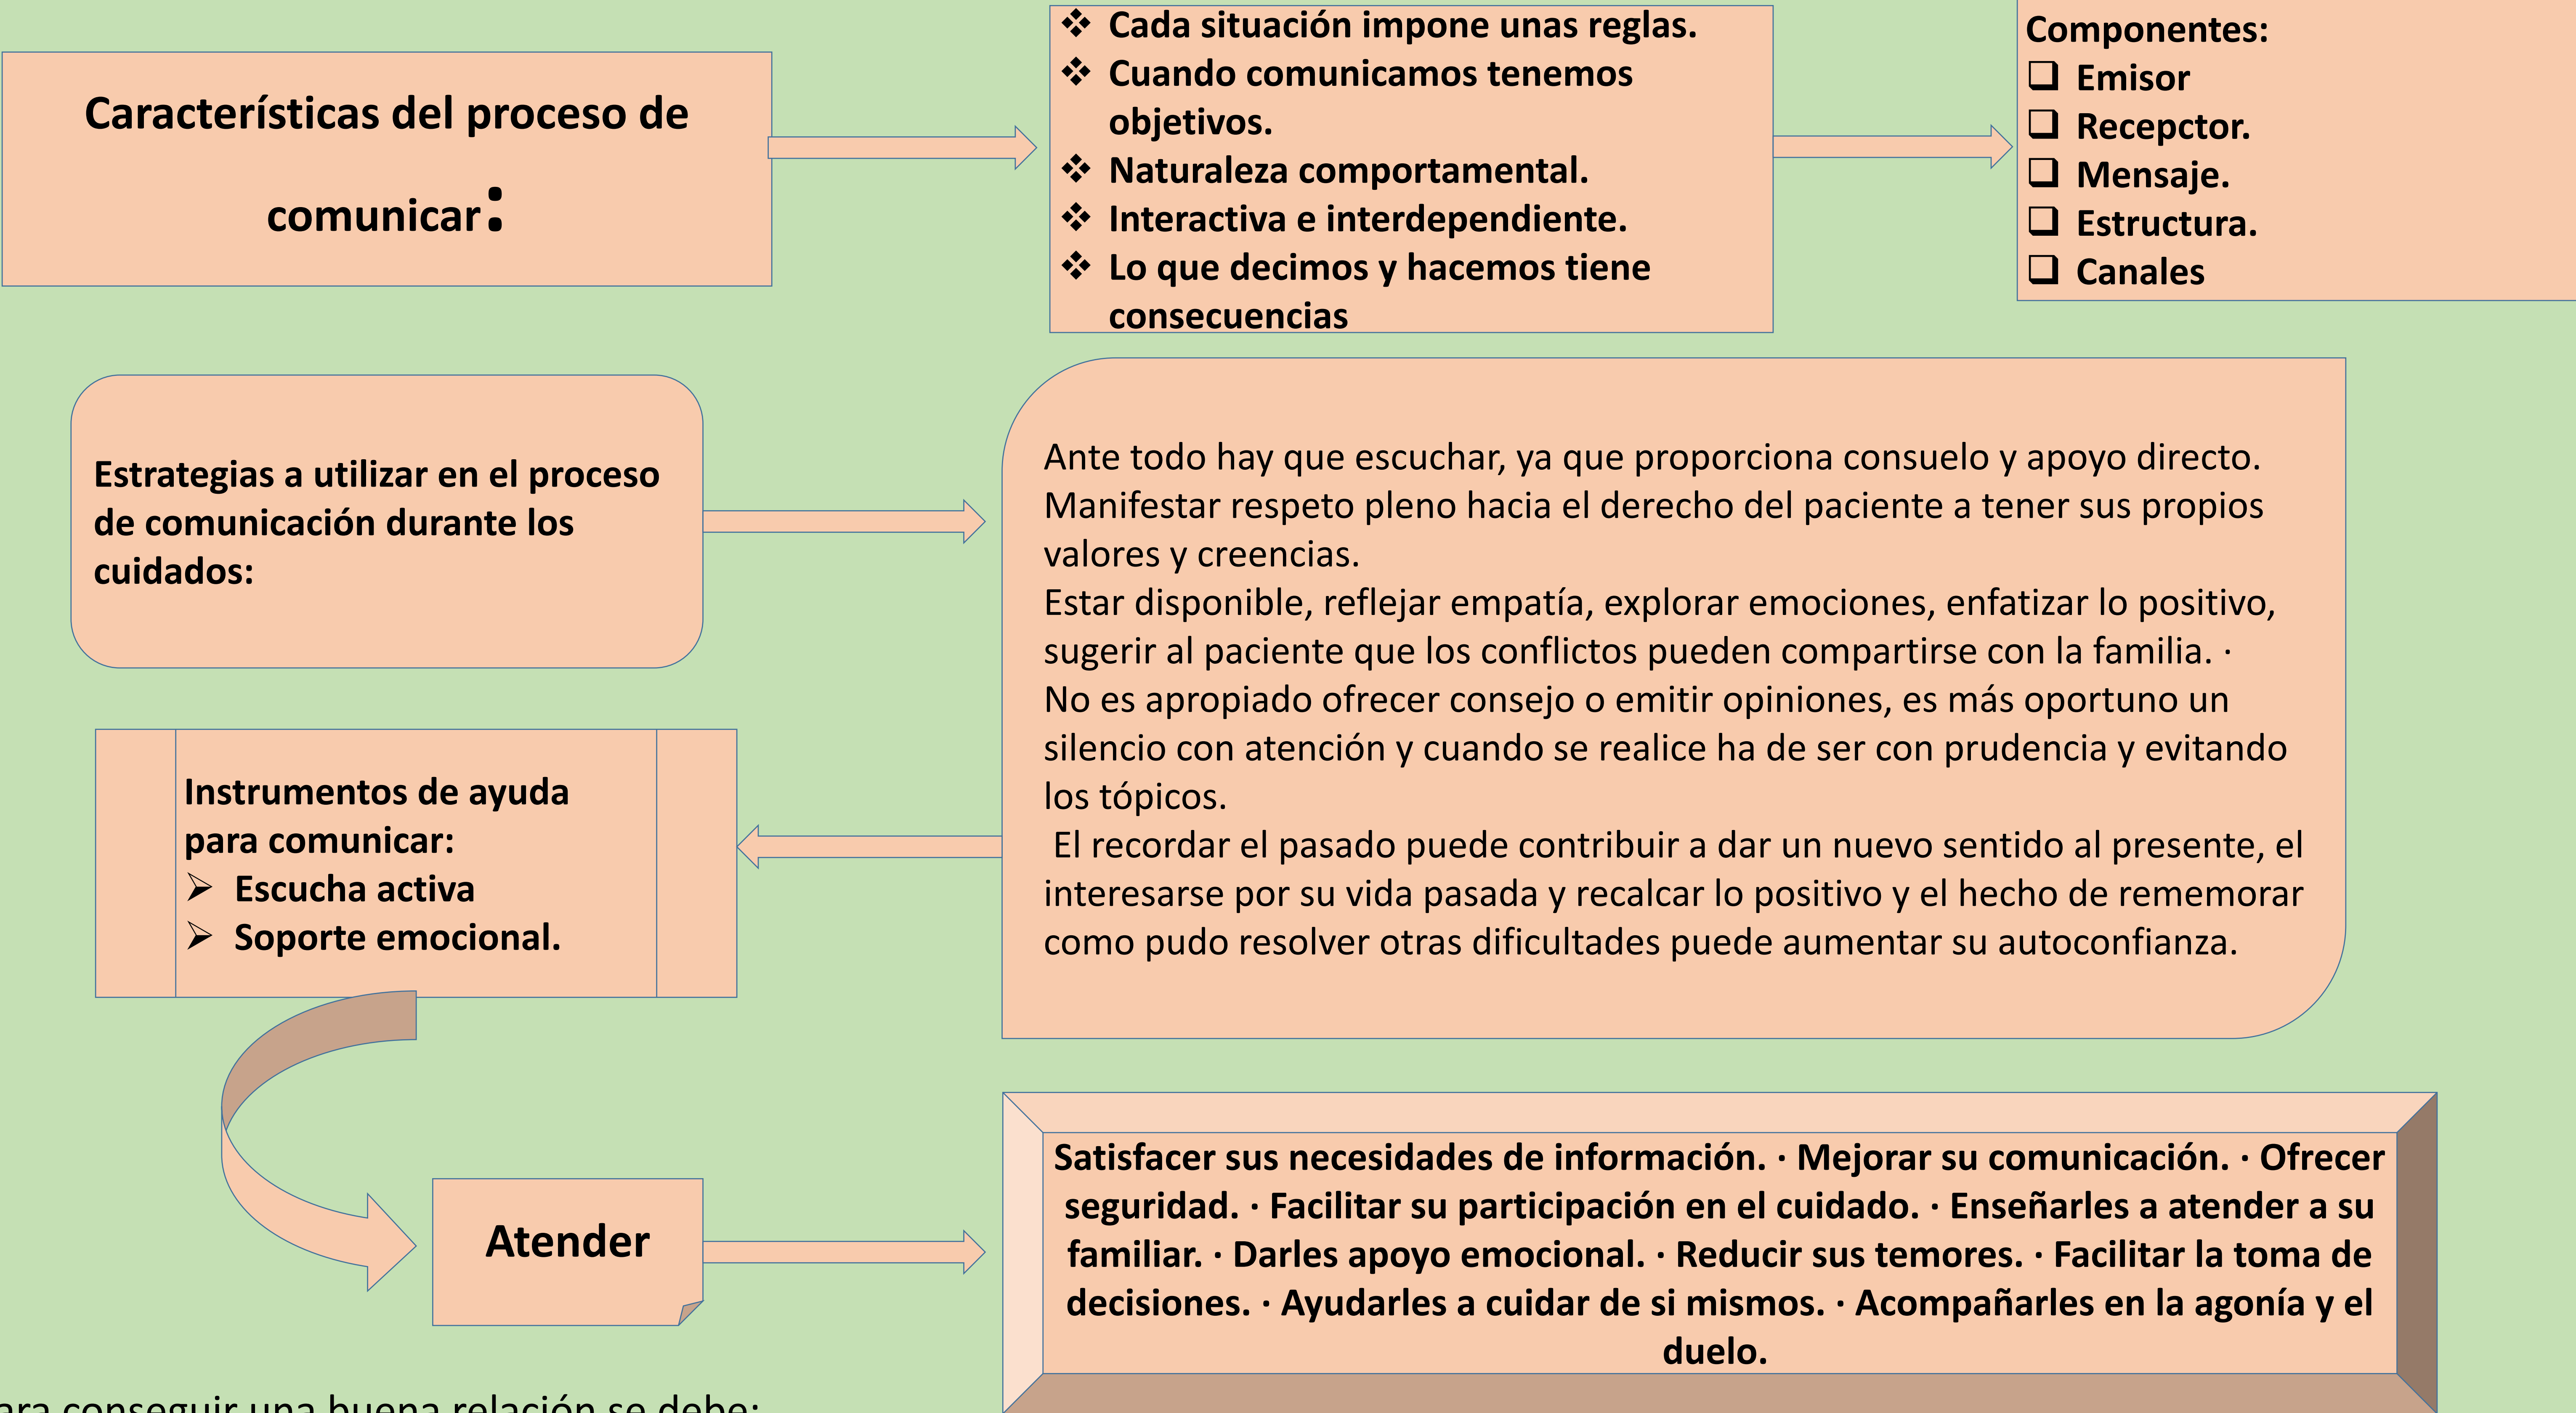 Características del proceso de
comunicar:
❖ Cada situación impone unas reglas.
❖ Cuando comunicamos tenemos
objetivos.
❖ Naturaleza comportamental.
❖ Interactiva e interdependiente.
❖ Lo que decimos y hacemos tiene
consecuencias
Componentes:
❑ Emisor
❑ Recepctor.
❑ Mensaje.
❑ Estructura.
❑ Canales
Estrategias a utilizar en el proceso
de comunicación durante los
cuidados:
Ante todo hay que escuchar, ya que proporciona consuelo y apoyo directo.
Manifestar respeto pleno hacia el derecho del paciente a tener sus propios
valores y creencias.
Estar disponible, reflejar empatía, explorar emociones, enfatizar lo positivo,
sugerir al paciente que los conflictos pueden compartirse con la familia. ·
No es apropiado ofrecer consejo o emitir opiniones, es más oportuno un
silencio con atención y cuando se realice ha de ser con prudencia y evitando
los tópicos.
El recordar el pasado puede contribuir a dar un nuevo sentido al presente, el
interesarse por su vida pasada y recalcar lo positivo y el hecho de rememorar
como pudo resolver otras dificultades puede aumentar su autoconfianza.
Instrumentos de ayuda
para comunicar:
➢ Escucha activa
➢ Soporte emocional.
Atender
Satisfacer sus necesidades de información. · Mejorar su comunicación. · Ofrecer
seguridad. · Facilitar su participación en el cuidado. · Enseñarles a atender a su
familiar. · Darles apoyo emocional. · Reducir sus temores. · Facilitar la toma de
decisiones. · Ayudarles a cuidar de si mismos. · Acompañarles en la agonía y el
duelo.
ara conseguir una buena relación se debe: